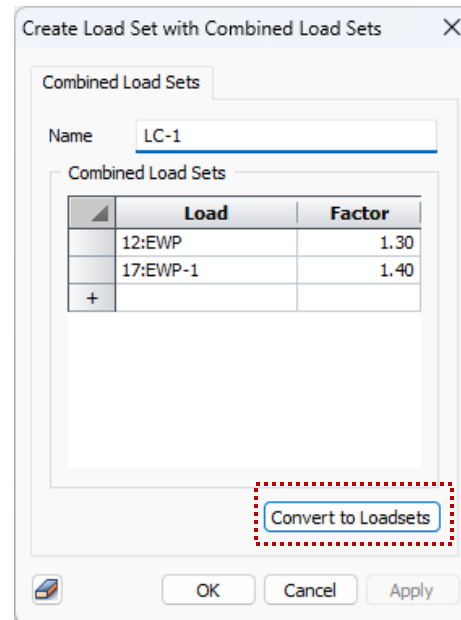 Create Load Set with Combined Load Sets
Combined Load Sets
Name LC-1
Combined Load Sets
Load Factor
12:EWP 1.30
17:EWP-1 1.40
+
Convert to Loadsets
OK Cancel Apply